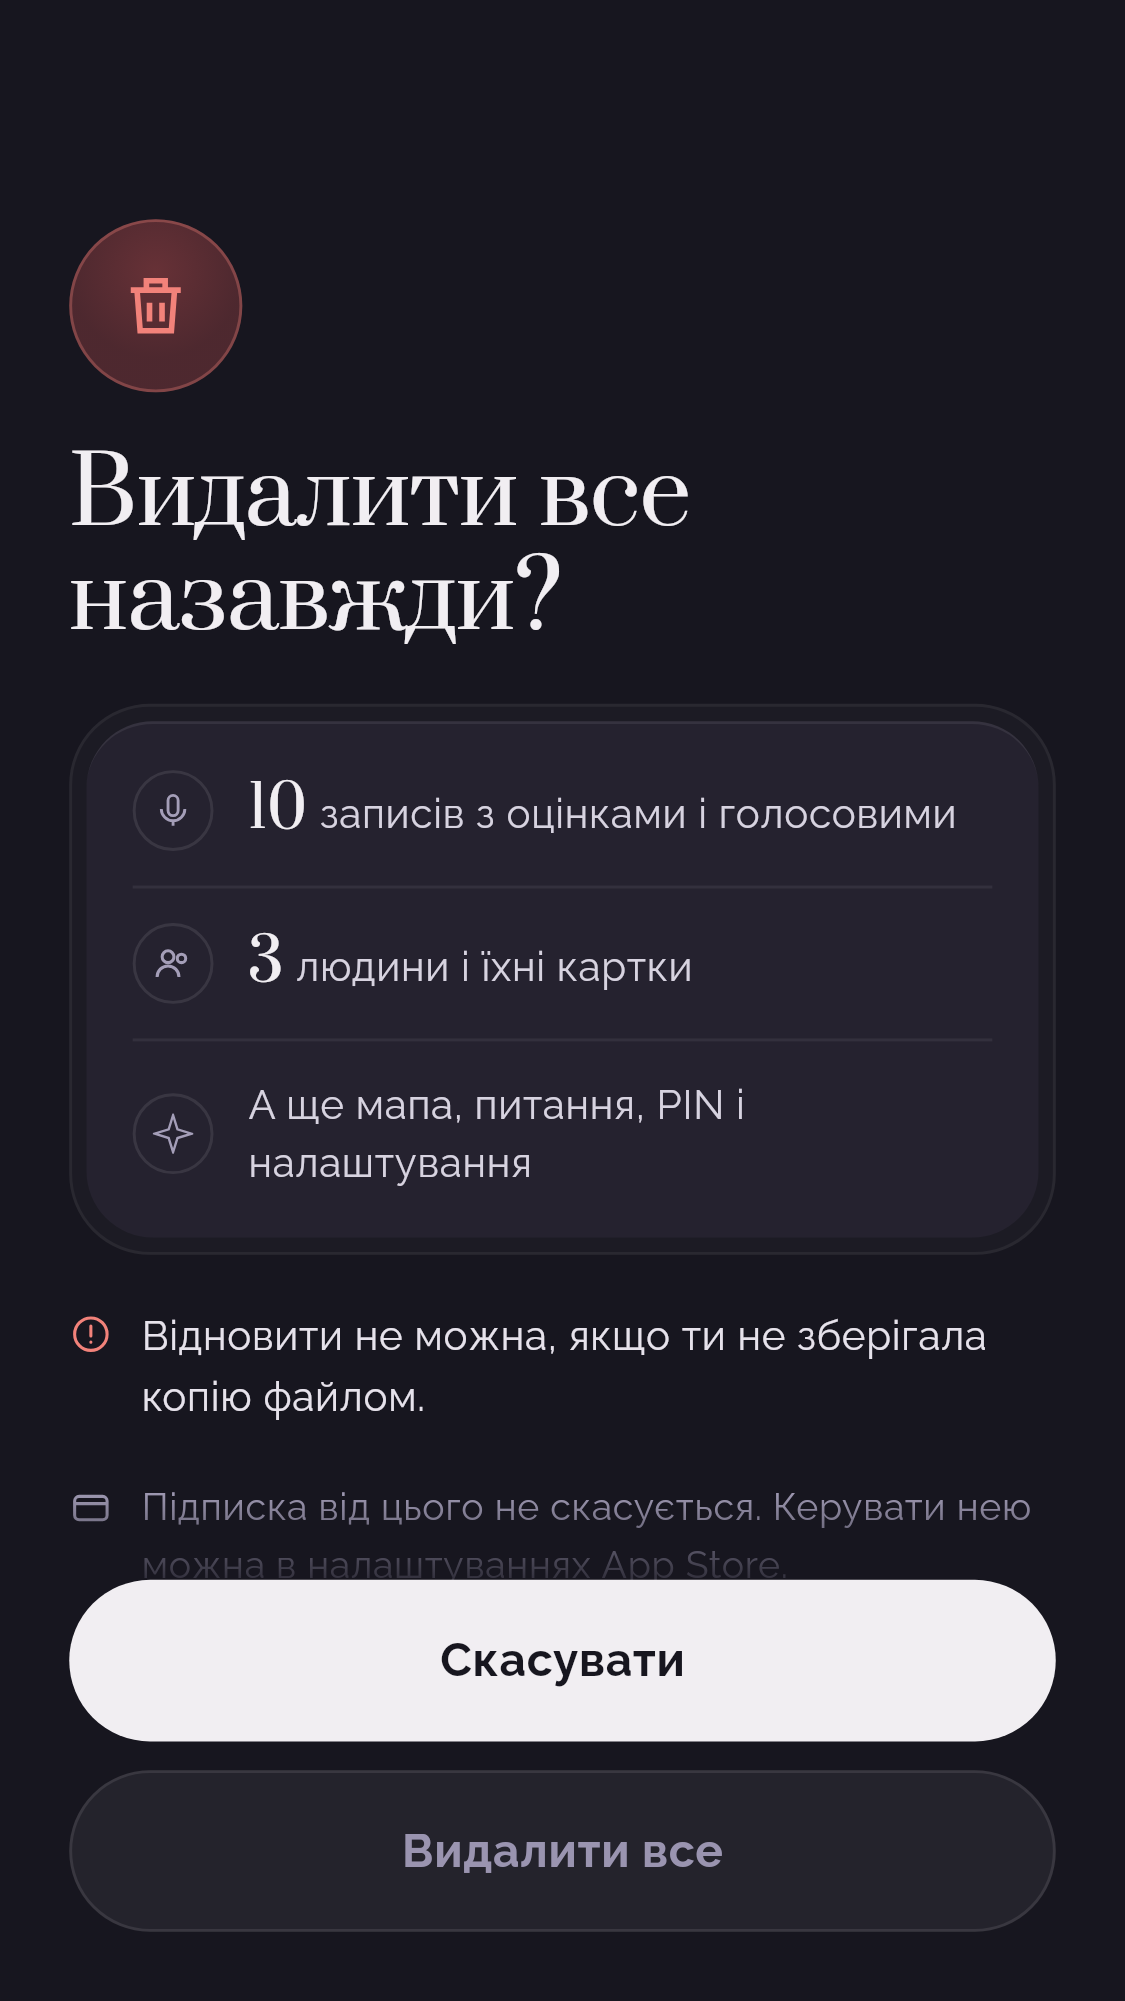 Видалити все
назавжди?
10 записів з оцінками і голосовими
3 людини і їхні картки
А ще мапа, питання, PIN і
налаштування
Відновити не можна, якщо ти не зберігала
копію файлом.
Підписка від цього не скасується. Керувати нею
можна в налаштуваннях App Store.
Скасувати
Видалити все